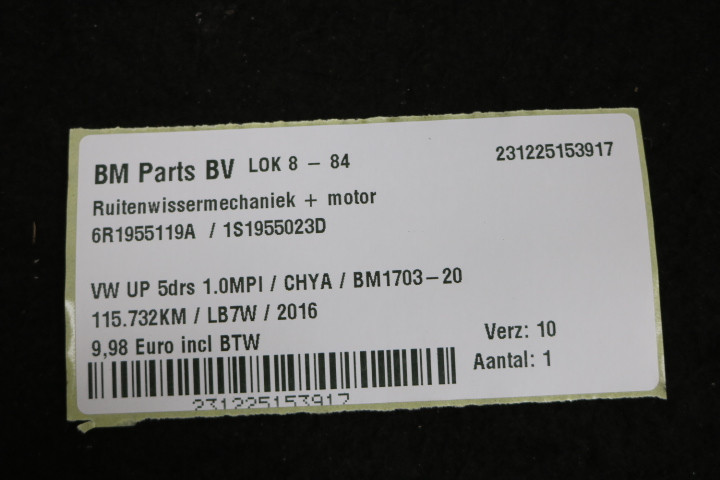 BM Parts BV LOK 8 - 84 231225153917
Ruitenwissermechaniek + motor
6R1955119A / 1S1955023D
VW UP 5drs 1.0MPI / CHYA / BM1703-20
115.732KM / LB7W / 2016
9,98 Euro incl BTW
Verz: 10
Aantal: 1
231225153917